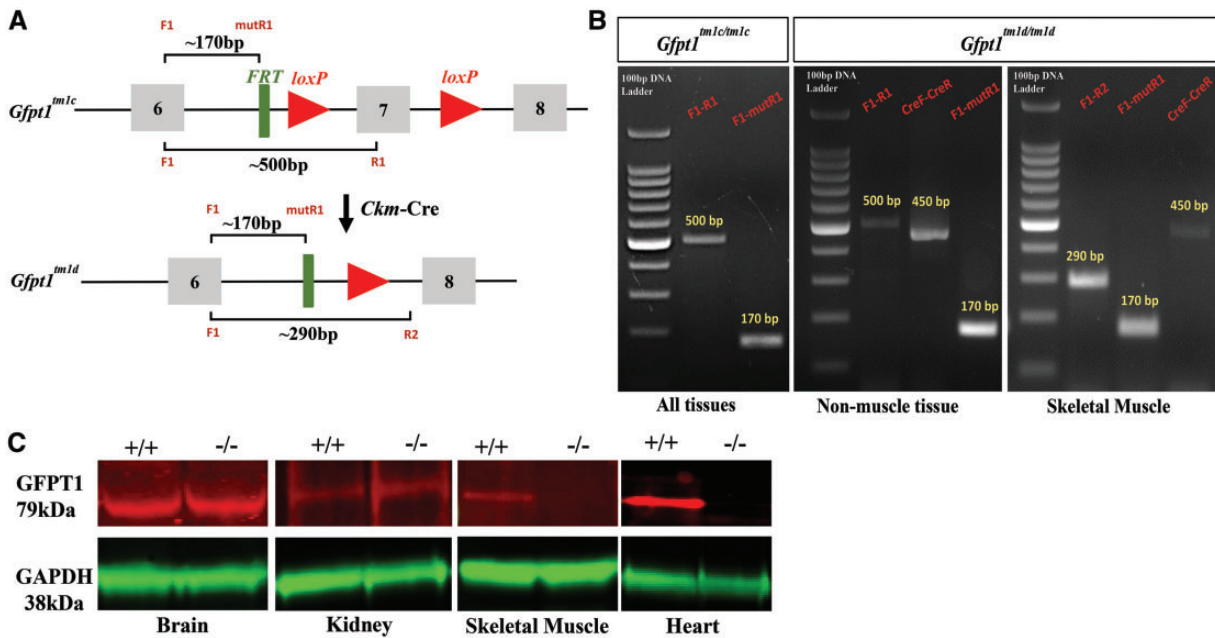 A
F1 mutR1
~170bp
FRT loxP loxP
Gfpt1tm1c 6 7 8
F1 R1
~500bp
F1 mutR1
~170bp
Ckm-Cre
Gfpt1tm1d 6 8
F1 R2
~290bp
B
Gfpt1tm1c/tm1c
Gfpt1tm1d/tm1d
100bp DNA
Ladder
F1-R1
F1-mutR1
500 bp
170 bp
All tissues
100bp DNA
Ladder
F1-R1
CreF-CreR
F1-mutR1
500 bp
450 bp
170 bp
Non-muscle tissue
100bp DNA
Ladder
F1-R2
F1-mutR1
CreF-CreR
290 bp
170 bp
450 bp
Skeletal Muscle
C
+/+ -/- +/+ -/- +/+ -/- +/+ -/-
GFPT1
79kDa
GAPDH
38kDa
Brain Kidney Skeletal Muscle Heart